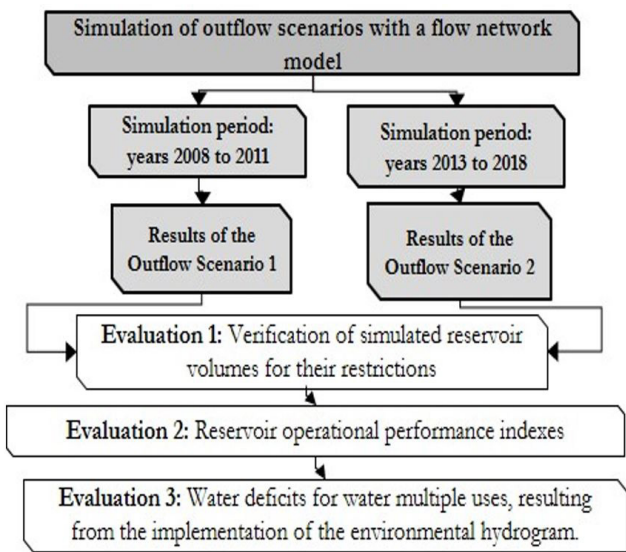 Simulation of outflow scenarios with a flow network
model
Simulation period:
years 2008 to 2011
Simulation period:
years 2013 to 2018
Results of the
Outflow Scenario 1
Results of the
Outflow Scenario 2
Evaluation 1: Verification of simulated reservoir
volumes for their restrictions
Evaluation 2: Reservoir operational performance indexes
Evaluation 3: Water deficits for water multiple uses, resulting
from the implementation of the environmental hydrogram.